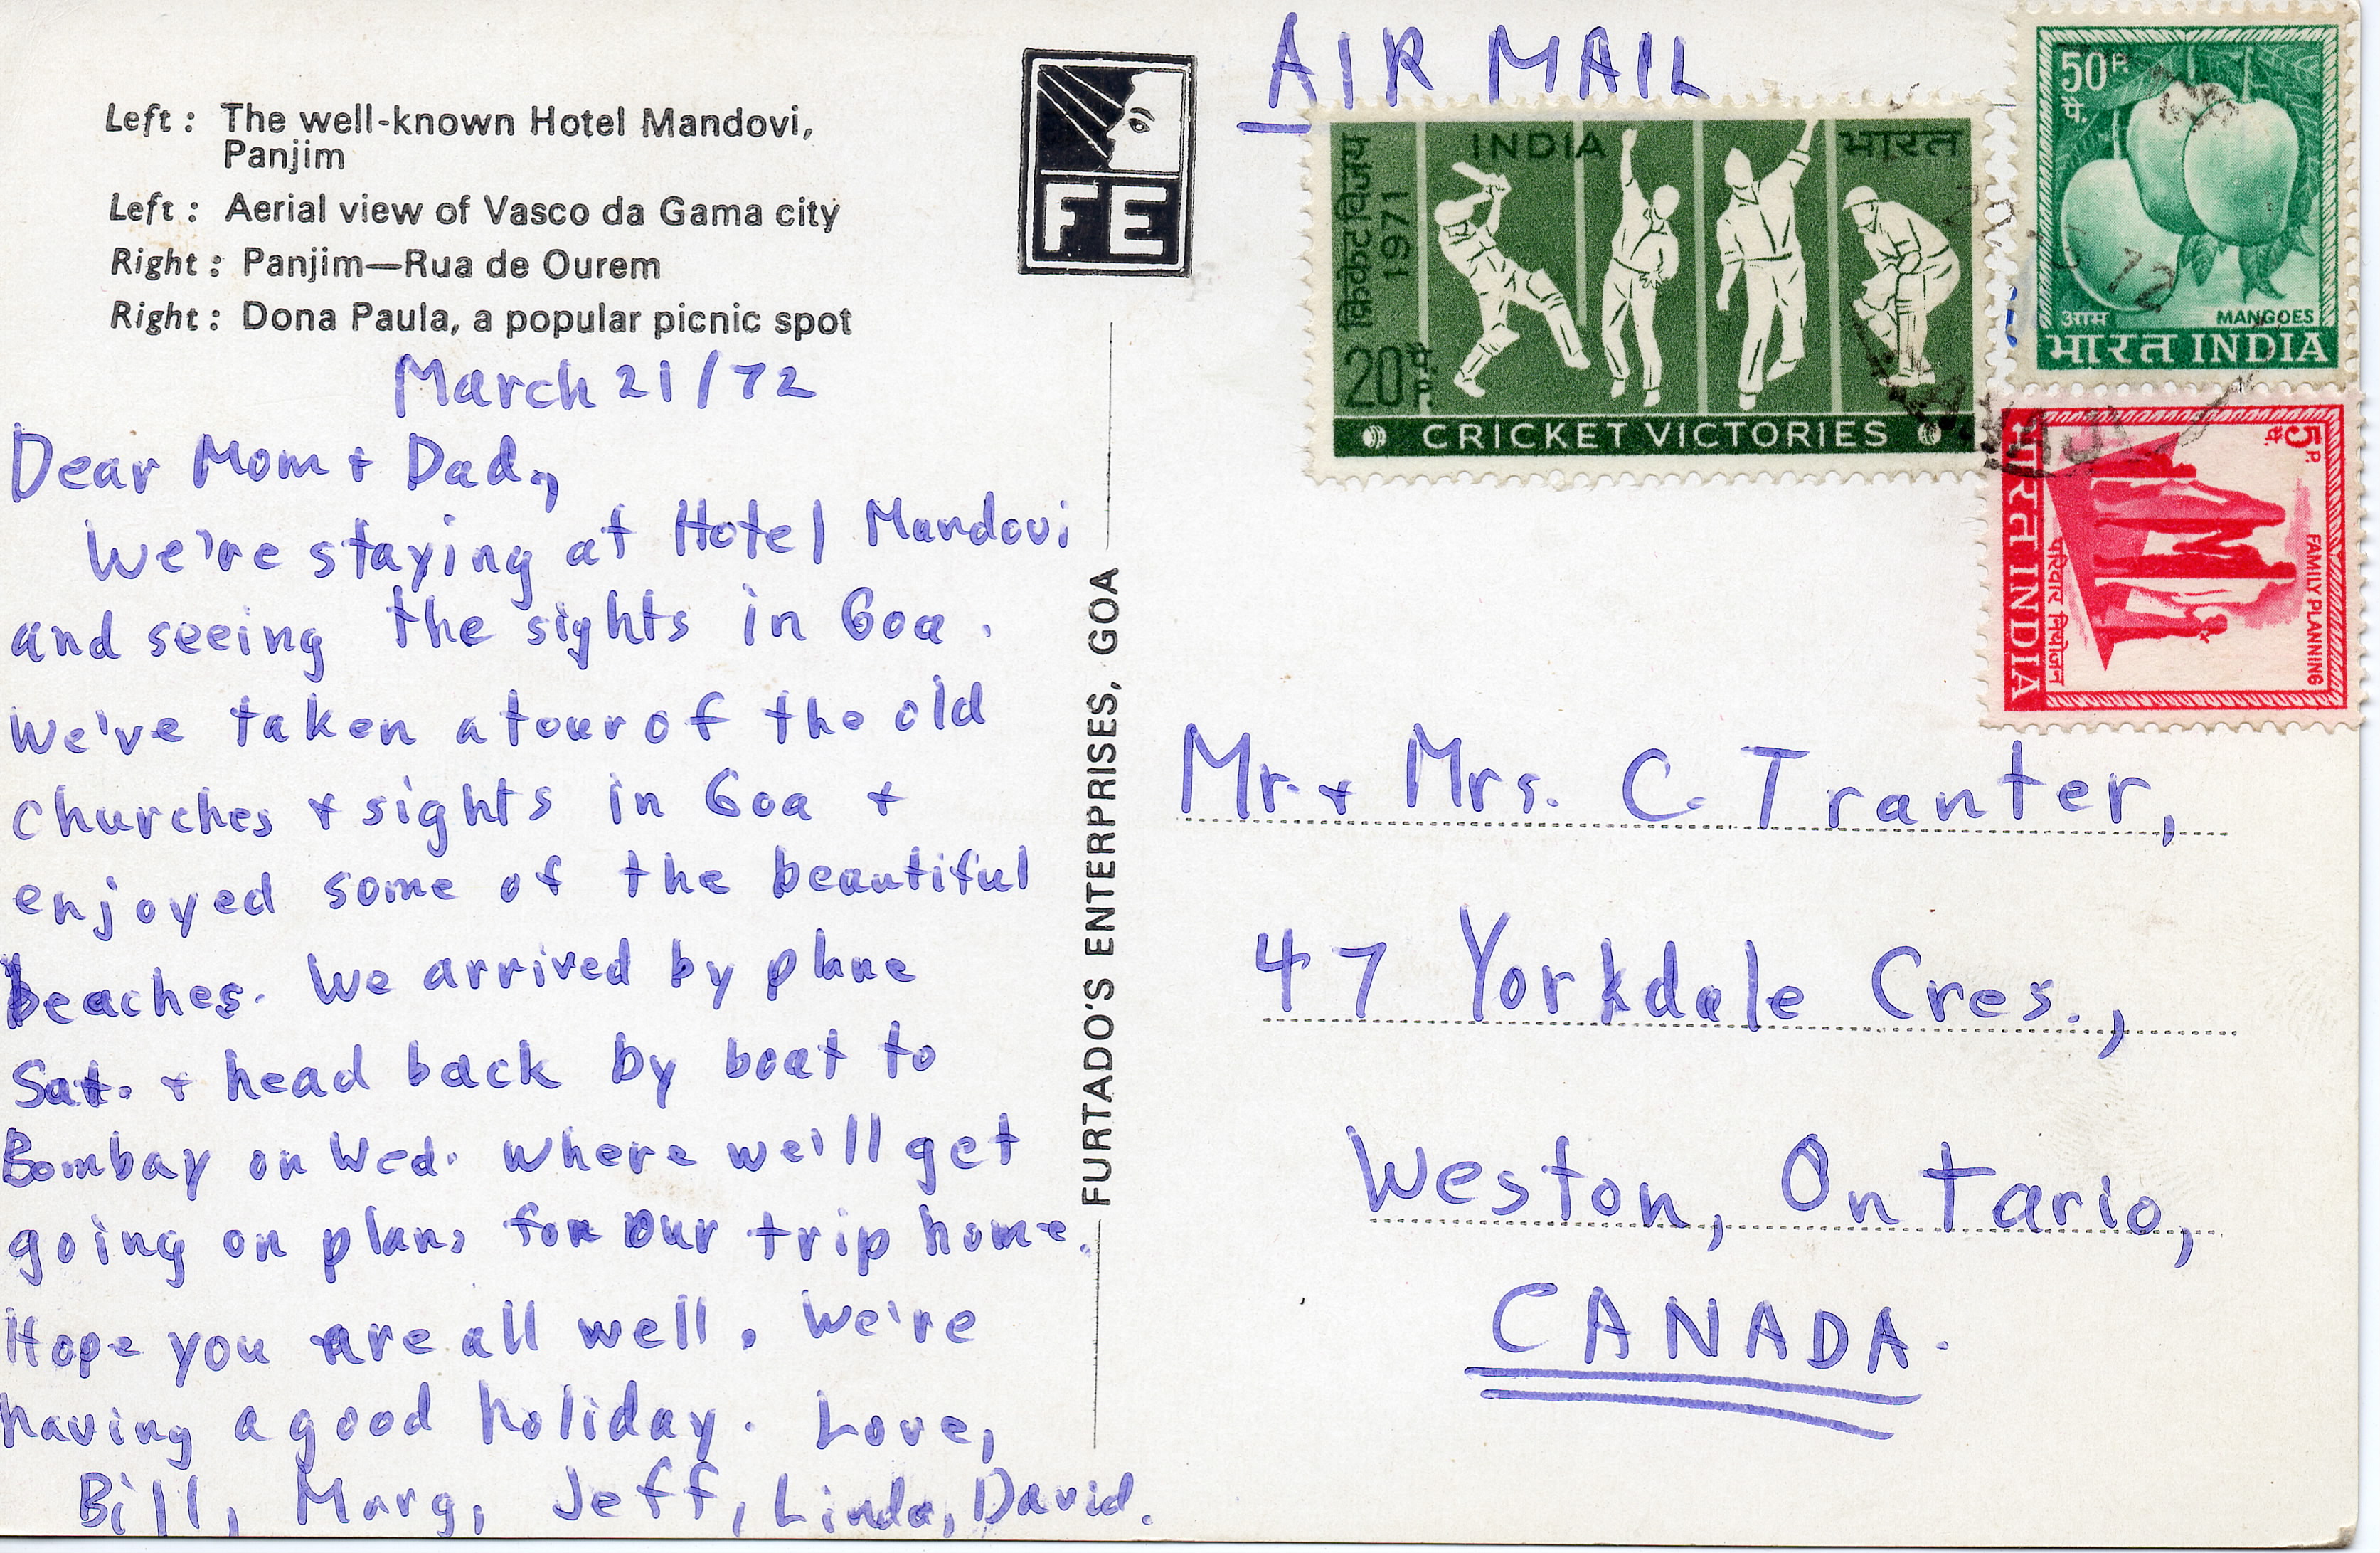 Left : The well-known Hotel Mandovi,
Panjim
Left : Aerial view of Vasco da Gama city
Right : Panjim—Rua de Ourem
Right : Dona Paula, a popular picnic spot
FE
March 21/72
Dear Mom + Dad,
We're staying at Hotel Mandovi
and seeing the sights in Goa.
We've taken a tour of the old
churches + sights in Goa +
enjoyed some of the beautiful
beaches. We arrived by plane
Sat. + head back by boat to
Bombay on Wed. where we'll get
going on plans for our trip home.
Hope you are all well. We're
having a good holiday. Love,
Bill, Marg, Jeff, Linda, David.
FURTADO'S ENTERPRISES, GOA
AIR MAIL
क्रिकेट विजय
1971
INDIA भारत
20 पै. P.
CRICKET VICTORIES
50 P.
पै.
आम MANGOES
भारत INDIA
5 P.
पै.
FAMILY PLANNING
परिवार नियोजन
भारत INDIA
Mr. + Mrs. C. Tranter,
47 Yorkdale Cres.,
Weston, Ontario,
CANADA.